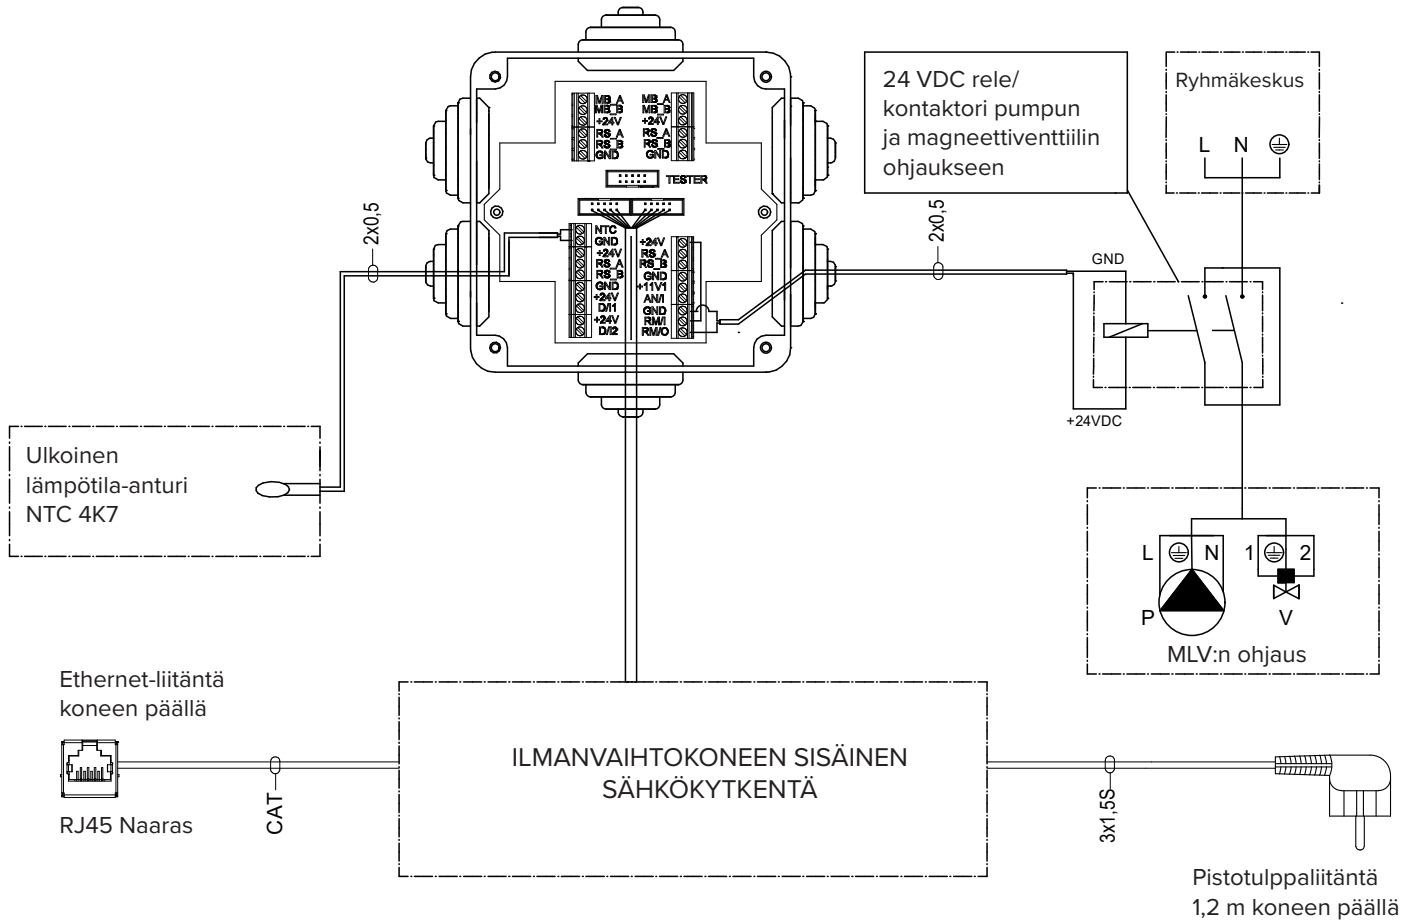 24 VDC rele/
kontaktori pumpun
ja magneettiventtiilin
ohjaukseen
Ryhmäkeskus
L N
MB_A
MB_B
+24V
RS_A
RS_B
GND
MB_A
MB_B
+24V
RS_A
RS_B
GND
TESTER
2x0,5
NTC
GND
+24V
RS_A
RS_B
GND
+24V
D/I1
+24V
D/I2
+24V
RS_A
RS_B
GND
+11V1
AN/I
GND
RM/I
RM/O
2x0,5
GND
+24VDC
Ulkoinen
lämpötila-anturi
NTC 4K7
L N 1 2
P V
MLV:n ohjaus
Ethernet-liitäntä
koneen päällä
RJ45 Naaras
CAT
ILMANVAIHTOKONEEN SISÄINEN
SÄHKÖKYTKENTÄ
3x1,5S
Pistotulppaliitäntä
1,2 m koneen päällä